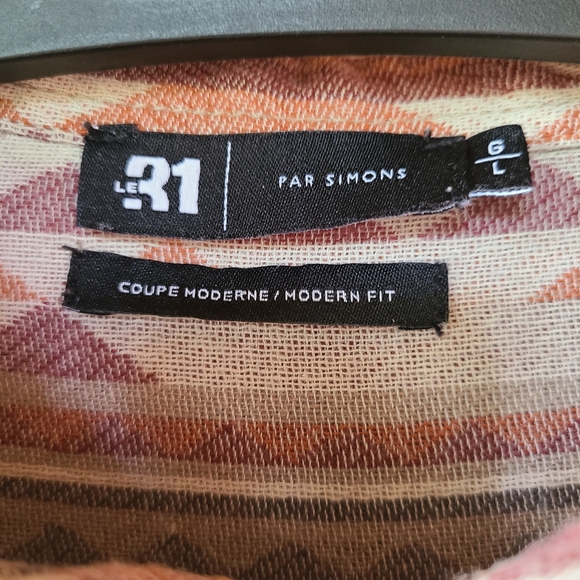 LE 31
PAR SIMONS
G/L
COUPE MODERNE / MODERN FIT